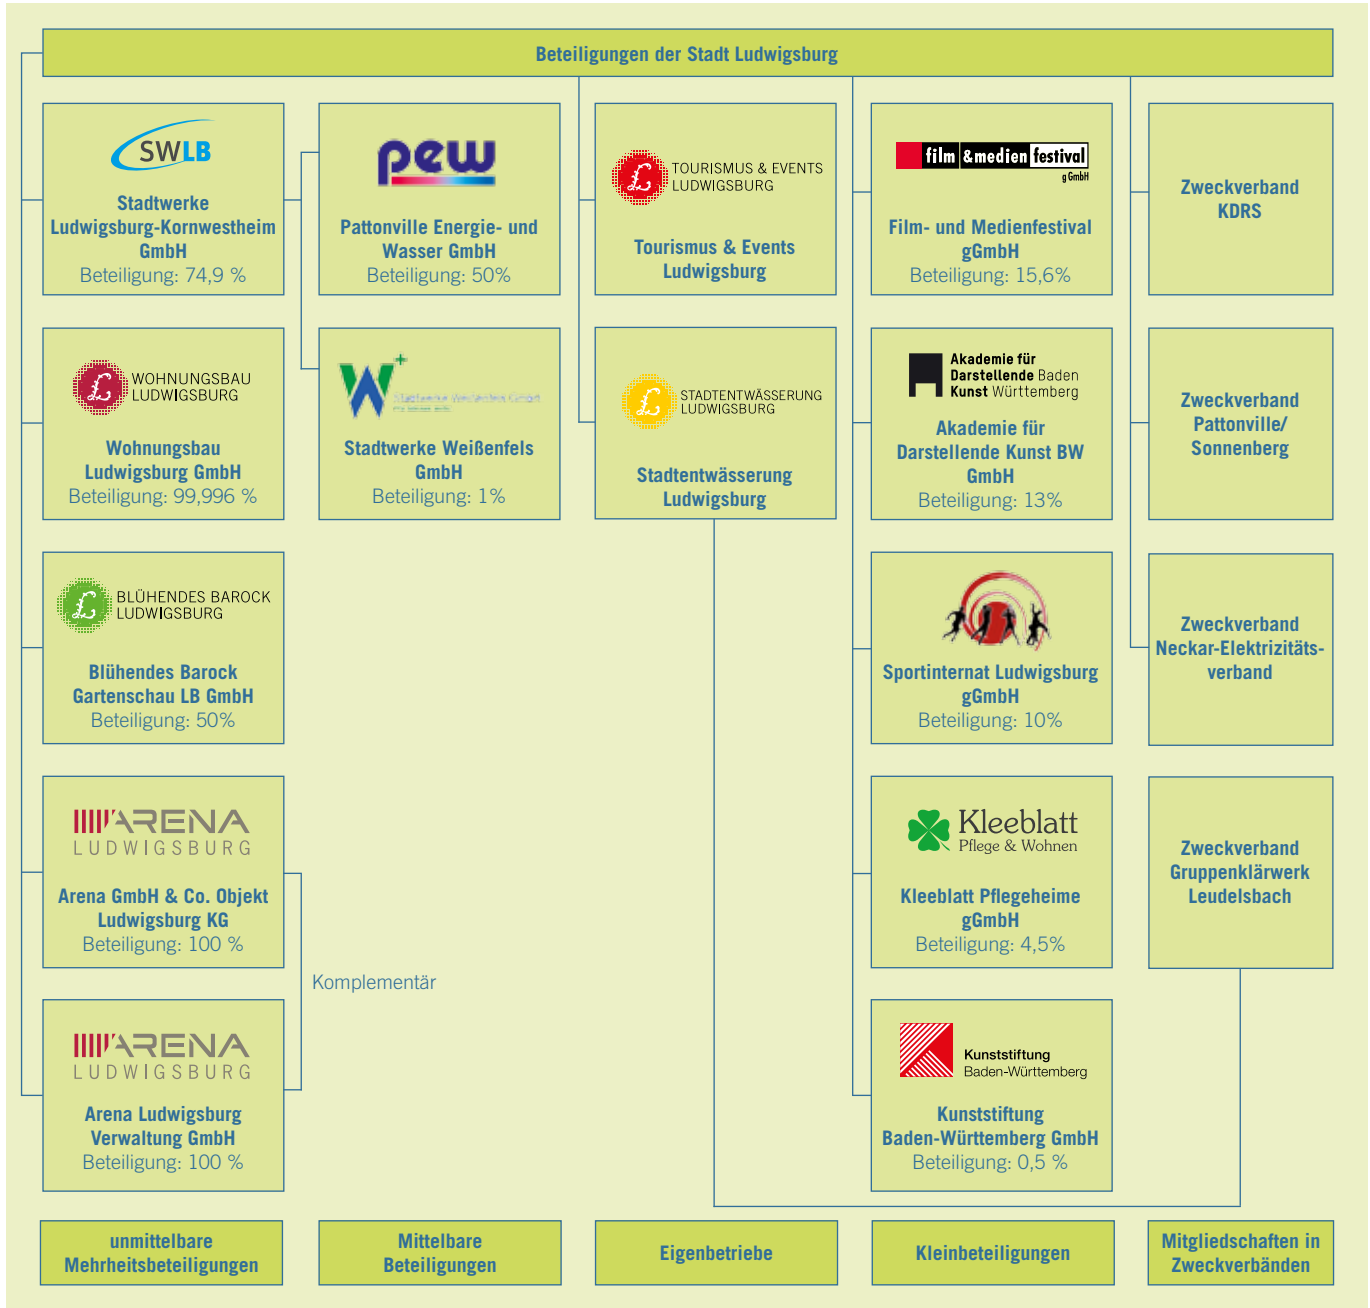 Beteiligungen der Stadt Ludwigsburg
SWLB
Stadtwerke
Ludwigsburg-Kornwestheim
GmbH
Beteiligung: 74,9 %
WOHNUNGSBAU
LUDWIGSBURG
Wohnungsbau
Ludwigsburg GmbH
Beteiligung: 99,996 %
BLÜHENDES BAROCK
LUDWIGSBURG
Blühendes Barock
Gartenschau LB GmbH
Beteiligung: 50%
ARENA
LUDWIGSBURG
Arena GmbH & Co. Objekt
Ludwigsburg KG
Beteiligung: 100 %
ARENA
LUDWIGSBURG
Arena Ludwigsburg
Verwaltung GmbH
Beteiligung: 100 %
Komplementär
unmittelbare
Mehrheitsbeteiligungen
pew
Pattonville Energie- und
Wasser GmbH
Beteiligung: 50%
W+
Stadtwerke Weißenfels GmbH
Stadtwerke Weißenfels
GmbH
Beteiligung: 1%
Mittelbare
Beteiligungen
TOURISMUS & EVENTS
LUDWIGSBURG
Tourismus & Events
Ludwigsburg
STADTENTWÄSSERUNG
LUDWIGSBURG
Stadtentwässerung
Ludwigsburg
Eigenbetriebe
film & medien festival
gGmbH
Film- und Medienfestival
gGmbH
Beteiligung: 15,6%
Akademie für
Darstellende Baden
Kunst Württemberg
Akademie für
Darstellende Kunst BW
GmbH
Beteiligung: 13%
Sportinternat Ludwigsburg
gGmbH
Beteiligung: 10%
Kleeblatt
Pflege & Wohnen
Kleeblatt Pflegeheime
gGmbH
Beteiligung: 4,5%
Kunststiftung
Baden-Württemberg
Kunststiftung
Baden-Württemberg GmbH
Beteiligung: 0,5 %
Kleinbeteiligungen
Zweckverband
KDRS
Zweckverband
Pattonville/
Sonnenberg
Zweckverband
Neckar-Elektrizitäts-
verband
Zweckverband
Gruppenklärwerk
Leudelsbach
Mitgliedschaften in
Zweckverbänden